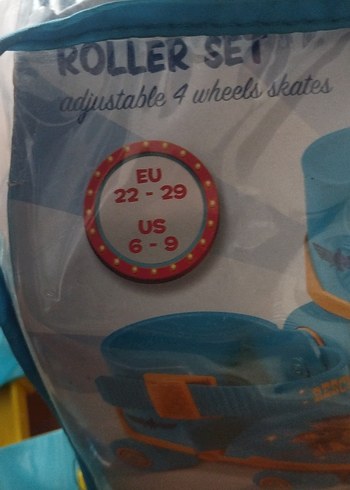 ROLLER SET
adjustable 4 wheels skates
EU
22 - 29
US
6 - 9